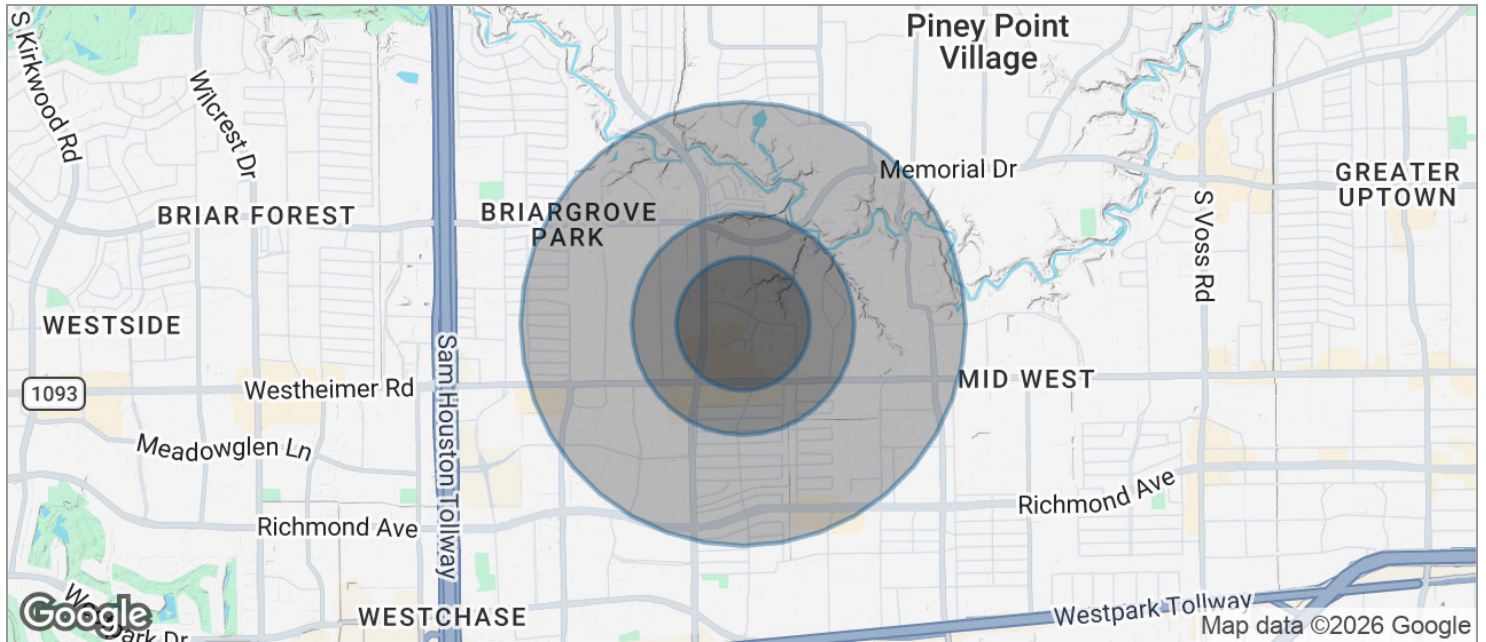 S Kirkwood Rd
Wilcrest Dr
Piney Point
Village
Memorial Dr
GREATER
UPTOWN
BRIAR FOREST
BRIARGROVE
PARK
S Voss Rd
WESTSIDE
Sam Houston Tollway
1093
Westheimer Rd
MID WEST
Meadowglen Ln
Richmond Ave
Richmond Ave
WESTCHASE
Westpark Tollway
Google
Map data ©2026 Google